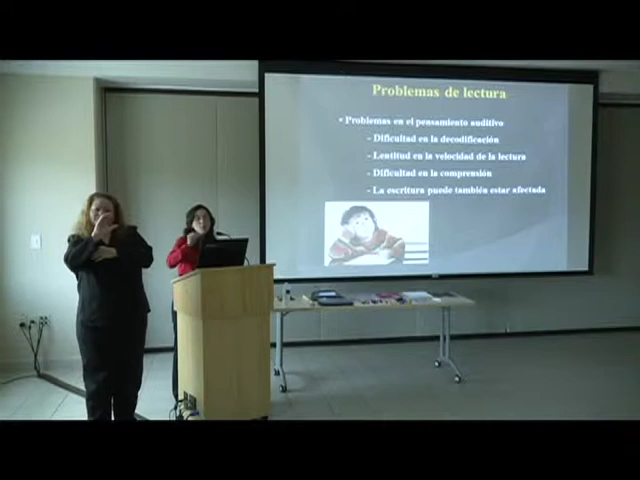 Problemas de lectura
• Problemas en el pensamiento auditivo
– Dificultad en la decodificación
– Lentitud en la velocidad de la lectura
– Dificultad en la comprensión
– La escritura puede también estar afectada